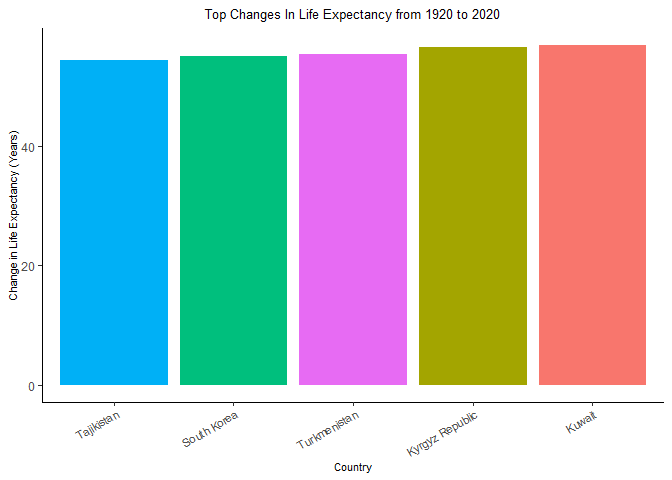 Top Changes In Life Expectancy from 1920 to 2020
Change in Life Expectancy (Years)
40
20
0
Tajikistan
South Korea
Turkmenistan
Kyrgyz Republic
Kuwait
Country